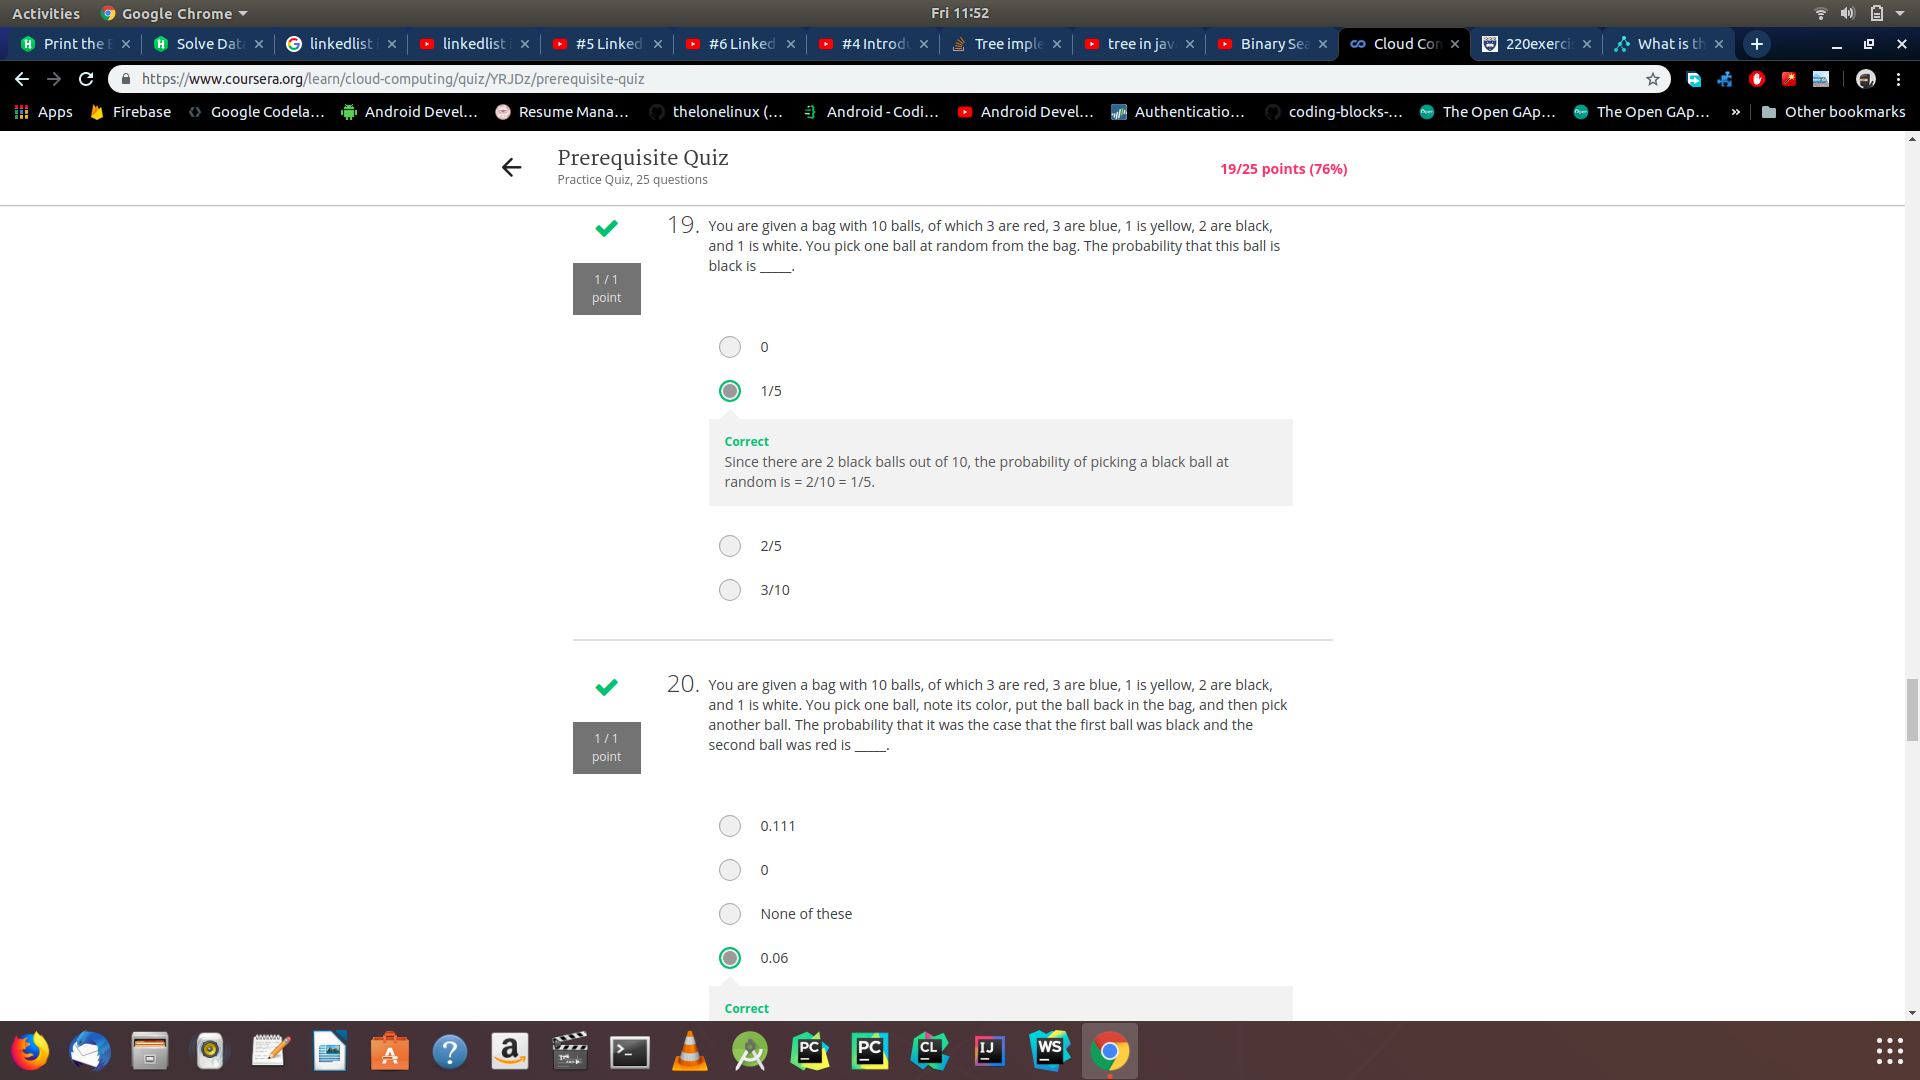 Activities Google Chrome Fri 11:52
Print the E Solve Data linkedlist linkedlist #5 Linked #6 Linked #4 Introdu Tree imple tree in jav Binary Sea Cloud Con 220exerci What is th
https://www.coursera.org/learn/cloud-computing/quiz/YRJDz/prerequisite-quiz
Apps Firebase Google Codela... Android Devel... Resume Mana... thelonelinux (... Android - Codi... Android Devel... Authenticatio... coding-blocks-... The Open GAp... The Open GAp... » Other bookmarks
Prerequisite Quiz
Practice Quiz, 25 questions
19/25 points (76%)
19. You are given a bag with 10 balls, of which 3 are red, 3 are blue, 1 is yellow, 2 are black,
and 1 is white. You pick one ball at random from the bag. The probability that this ball is
black is _____.
1 / 1
point
0
1/5
Correct
Since there are 2 black balls out of 10, the probability of picking a black ball at
random is = 2/10 = 1/5.
2/5
3/10
20. You are given a bag with 10 balls, of which 3 are red, 3 are blue, 1 is yellow, 2 are black,
and 1 is white. You pick one ball, note its color, put the ball back in the bag, and then pick
another ball. The probability that it was the case that the first ball was black and the
second ball was red is _____.
1 / 1
point
0.111
0
None of these
0.06
Correct
PC PC CL IJ WS